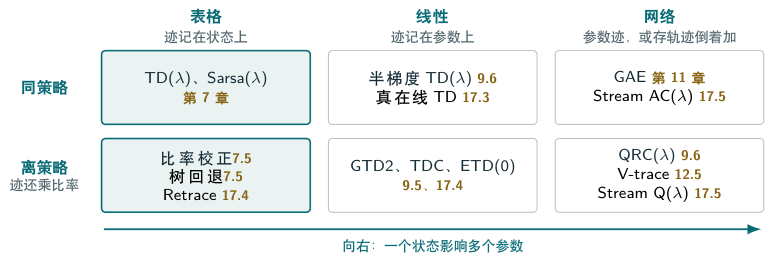 表格
迹记在状态上
线性
迹记在参数上
网络
参数迹，或存轨迹倒着加
同策略
TD(λ)、Sarsa(λ)
第 7 章
半梯度 TD(λ) 9.6
真在线 TD 17.3
GAE 第 11 章
Stream AC(λ) 17.5
离策略
迹还乘比率
比率校正7.5
树回退7.5
Retrace 17.4
GTD2、TDC、ETD(0)
9.5、17.4
QRC(λ) 9.6
V-trace 12.5
Stream Q(λ) 17.5
向右：一个状态影响多个参数